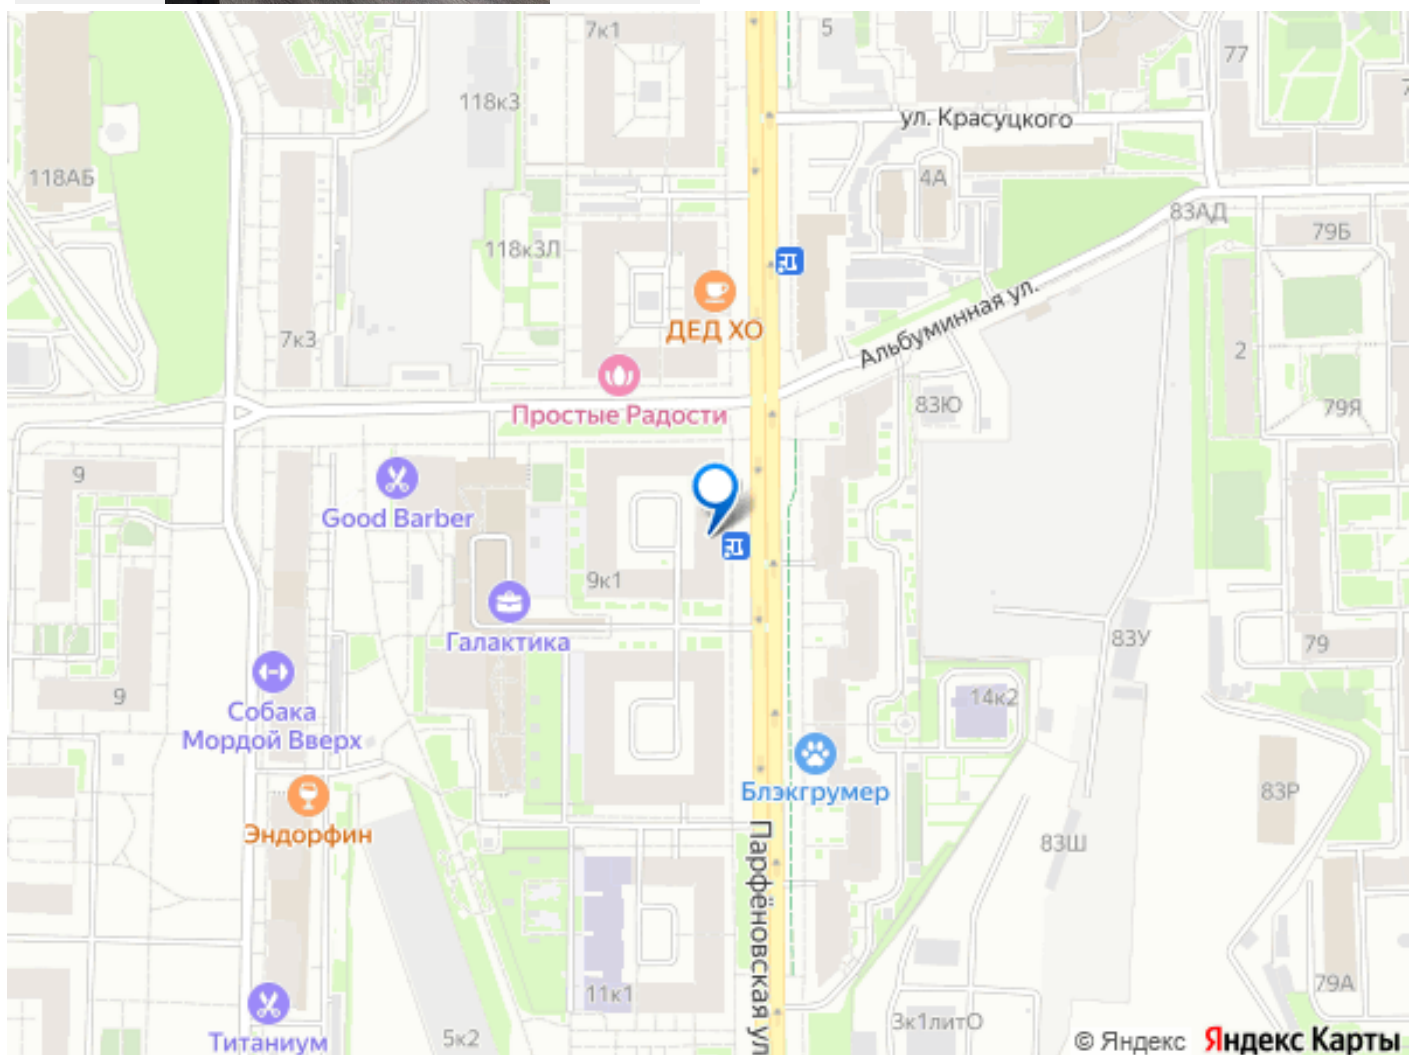 7к1
5
77
118к3
ул. Красуцкого
118АБ
4А
83АД
79Б
118к3Л
ДЕД ХО
Альбуминная ул.
7к3
2
Простые Радости
83Ю
79Я
9
Good Barber
9к1
Галактика
83У
79
9
14к2
Собака
Мордой Вверх
Блэкгрумер
83Р
Эндорфин
83Ш
Парфёновская ул
11к1
79А
5к2
3к1литО
Титаниум
© Яндекс Яндекс Карты